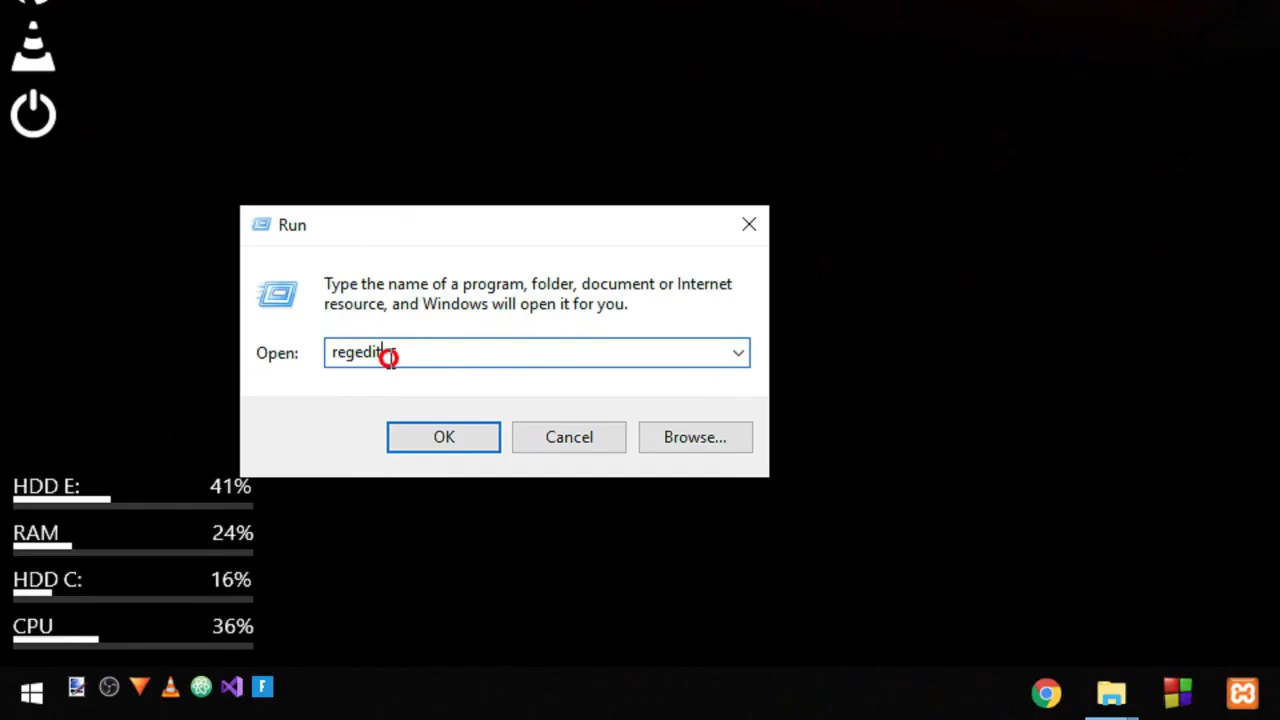 Run
Type the name of a program, folder, document or Internet
resource, and Windows will open it for you.
Open: regedit
OK Cancel Browse...
HDD E: 41%
RAM 24%
HDD C: 16%
CPU 36%
F